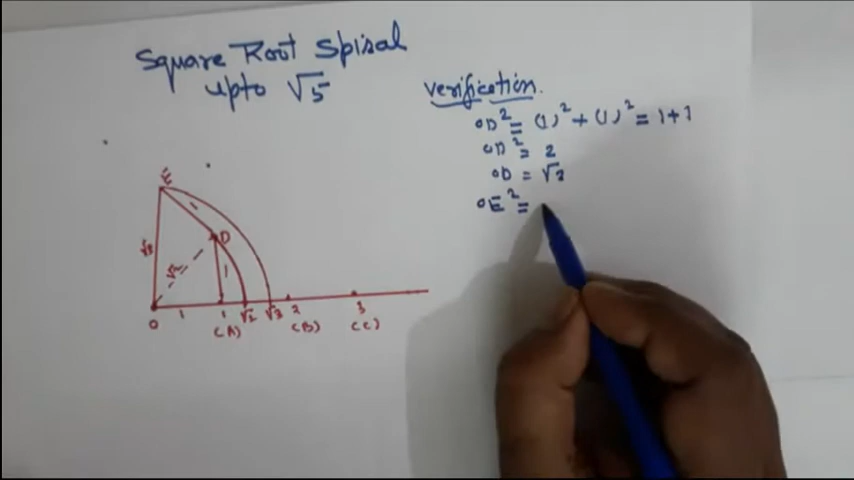 Square Root Spiral
upto √5
verification.
OD² = (1)² + (1)² = 1+1
OD² = 2
OD = √2
OE² =
E
√3
D
√2
1
1
O
1
1
√2
√3
2
3
(A)
(B)
(C)